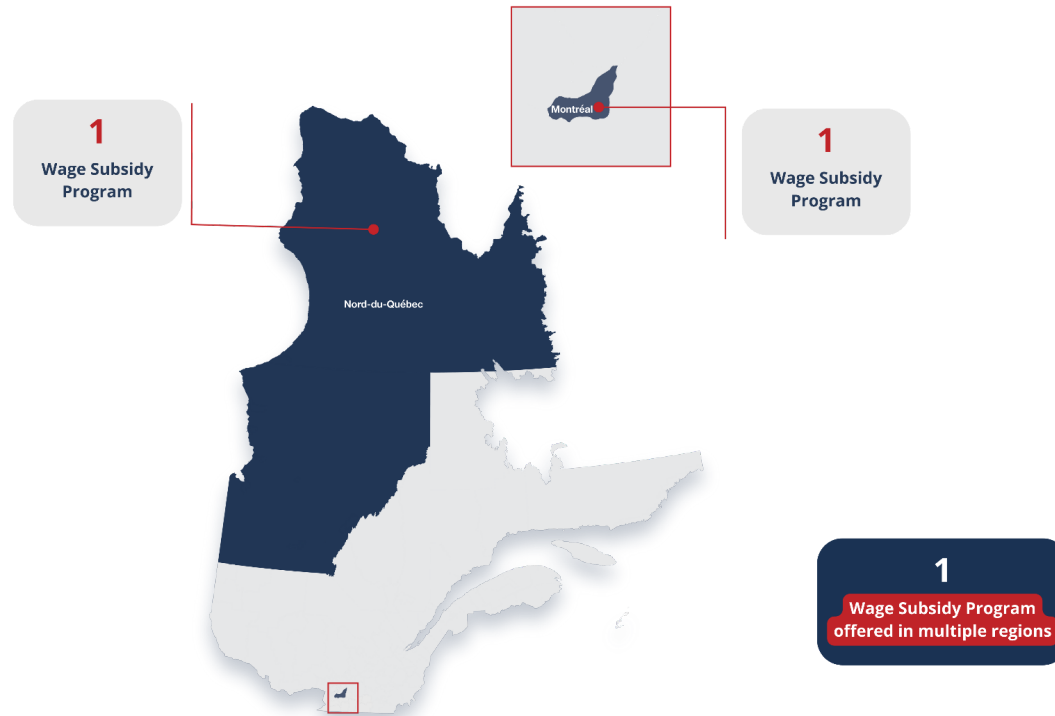 1
Wage Subsidy
Program
Montréal
1
Wage Subsidy
Program
Nord-du-Québec
1
Wage Subsidy Program
offered in multiple regions